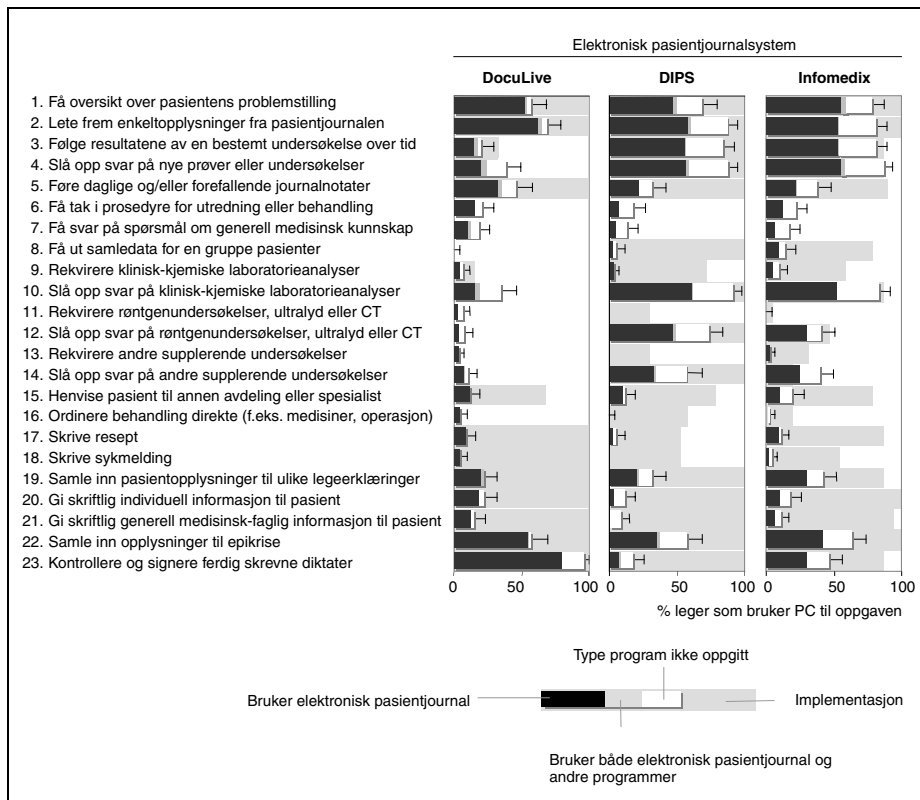 Elektronisk pasientjournalsystem
DocuLive DIPS Infomedix
1. Få oversikt over pasientens problemstilling
2. Lete frem enkeltopplysninger fra pasientjournalen
3. Følge resultatene av en bestemt undersøkelse over tid
4. Slå opp svar på nye prøver eller undersøkelser
5. Føre daglige og/eller forefallende journalnotater
6. Få tak i prosedyre for utredning eller behandling
7. Få svar på spørsmål om generell medisinsk kunnskap
8. Få ut samledata for en gruppe pasienter
9. Rekvirere klinisk-kjemiske laboratorieanalyser
10. Slå opp svar på klinisk-kjemiske laboratorieanalyser
11. Rekvirere røntgenundersøkelser, ultralyd eller CT
12. Slå opp svar på røntgenundersøkelser, ultralyd eller CT
13. Rekvirere andre supplerende undersøkelser
14. Slå opp svar på andre supplerende undersøkelser
15. Henvise pasient til annen avdeling eller spesialist
16. Ordinere behandling direkte (f.eks. medisiner, operasjon)
17. Skrive resept
18. Skrive sykmelding
19. Samle inn pasientopplysninger til ulike legeerklæringer
20. Gi skriftlig individuell informasjon til pasient
21. Gi skriftlig generell medisinsk-faglig informasjon til pasient
22. Samle inn opplysninger til epikrise
23. Kontrollere og signere ferdig skrevne diktater
0 50 100 0 50 100 0 50 100
% leger som bruker PC til oppgaven
Type program ikke oppgitt
Bruker elektronisk pasientjournal
Implementasjon
Bruker både elektronisk pasientjournal og
andre programmer